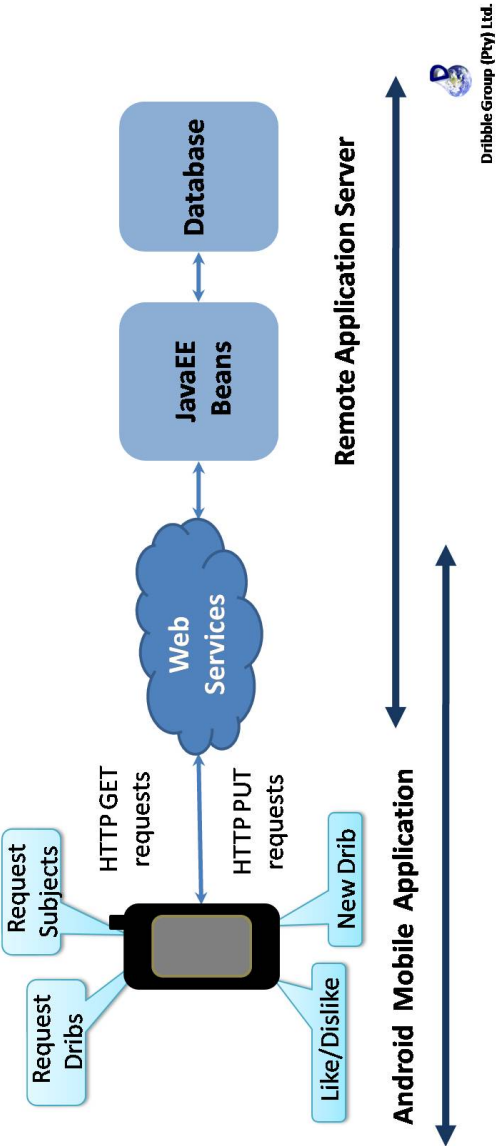 Request
Dribs
Request
Subjects
HTTP GET
requests
HTTP PUT
requests
Like/Dislike
New Drib
Web
Services
JavaEE
Beans
Database
Remote Application Server
Android Mobile Application
D
Dribble Group (Pty) Ltd.